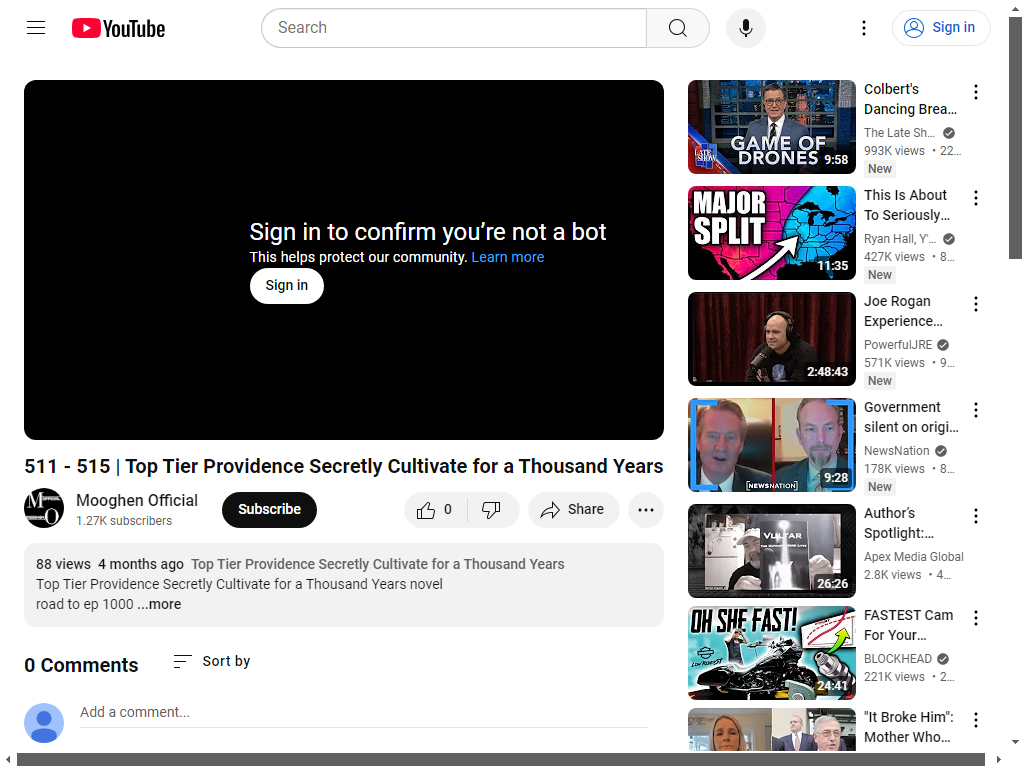 YouTube
Search
Sign in
Sign in to confirm you're not a bot
This helps protect our community. Learn more
Sign in
511 - 515 | Top Tier Providence Secretly Cultivate for a Thousand Years
Mooghen Official
1.27K subscribers
Subscribe
0
Share
88 views 4 months ago Top Tier Providence Secretly Cultivate for a Thousand Years
Top Tier Providence Secretly Cultivate for a Thousand Years novel
road to ep 1000 ...more
0 Comments
Sort by
Add a comment...
GAME OF
DRONES
LATE SHOW
9:58
Colbert's
Dancing Brea...
The Late Sh...
993K views • 22...
New
MAJOR
SPLIT
11:35
This Is About
To Seriously...
Ryan Hall, Y'...
427K views • 8...
New
2:48:43
Joe Rogan
Experience...
PowerfulJRE
571K views • 9...
New
NEWSNATION
9:28
Government
silent on origi...
NewsNation
178K views • 8...
New
VULTAR
26:26
Author's
Spotlight:...
Apex Media Global
2.8K views • 4...
OH SHE FAST!
24:41
FASTEST Cam
For Your...
BLOCKHEAD
221K views • 2...
"It Broke Him":
Mother Who...